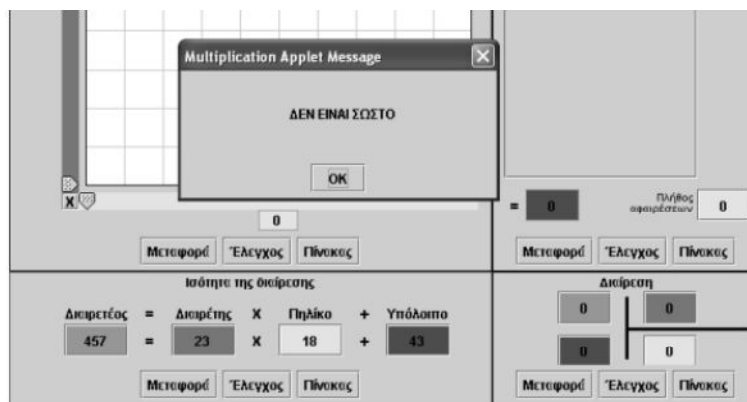 Multiplication Applet Message
X
ΔΕΝ ΕΙΝΑΙ ΣΩΣΤΟ
OK
X
0
= 0 Πλήθος αφαιρέσεων 0
Μεταφορά Έλεγχος Πίνακας
Μεταφορά Έλεγχος Πίνακας
Ισότητα της διαίρεσης
Διαιρετέος = Διαιρέτης X Πηλίκο + Υπόλοιπο
457 = 23 X 18 + 43
Μεταφορά Έλεγχος Πίνακας
Διαίρεση
0 0
0 0
Μεταφορά Έλεγχος Πίνακας